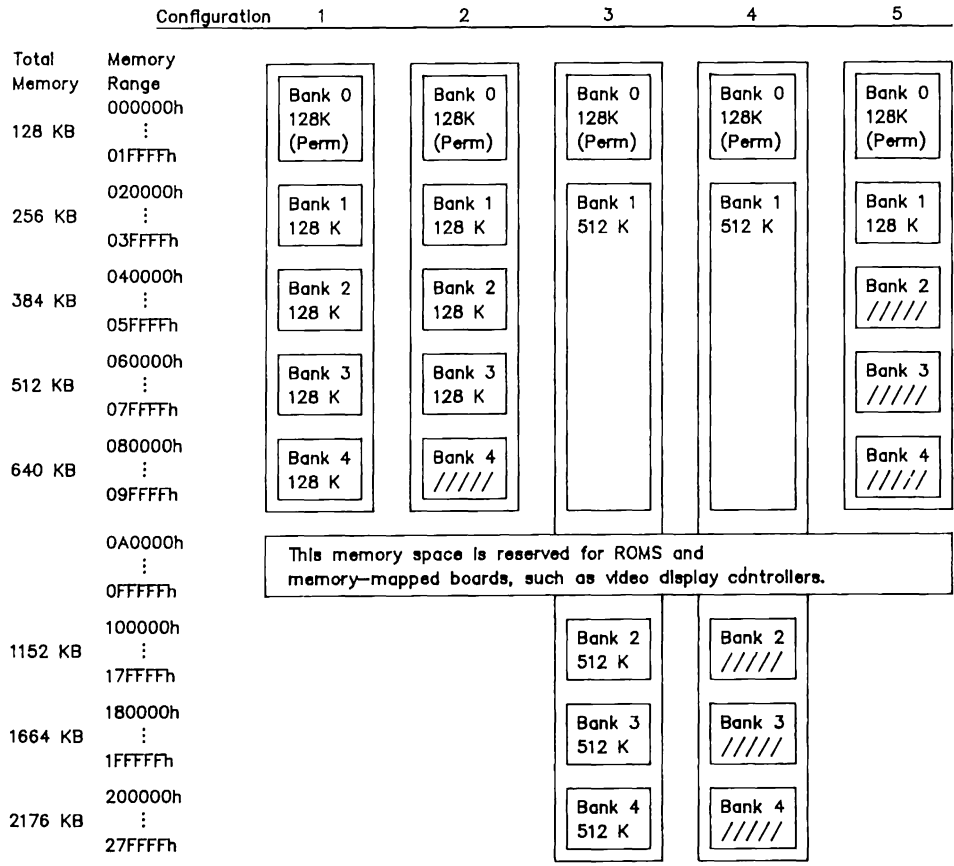 Configuration 1 2 3 4 5
Total Memory
Memory Range
000000h
128 KB
⋮
01FFFFh
Bank 0 Bank 0 Bank 0 Bank 0 Bank 0
128K 128K 128K 128K 128K
(Perm) (Perm) (Perm) (Perm) (Perm)
020000h
256 KB
⋮
03FFFFh
Bank 1 Bank 1 Bank 1 Bank 1 Bank 1
128 K 128 K 512 K 512 K 128 K
040000h
384 KB
⋮
05FFFFh
Bank 2 Bank 2 Bank 2
128 K 128 K /////
060000h
512 KB
⋮
07FFFFh
Bank 3 Bank 3 Bank 3
128 K 128 K /////
080000h
640 KB
⋮
09FFFFh
Bank 4 Bank 4 Bank 4
128 K ///// /////
0A0000h
⋮
0FFFFFh
This memory space is reserved for ROMS and
memory-mapped boards, such as video display controllers.
100000h
1152 KB
⋮
17FFFFh
Bank 2 Bank 2
512 K /////
180000h
1664 KB
⋮
1FFFFFh
Bank 3 Bank 3
512 K /////
200000h
2176 KB
⋮
27FFFFh
Bank 4 Bank 4
512 K /////